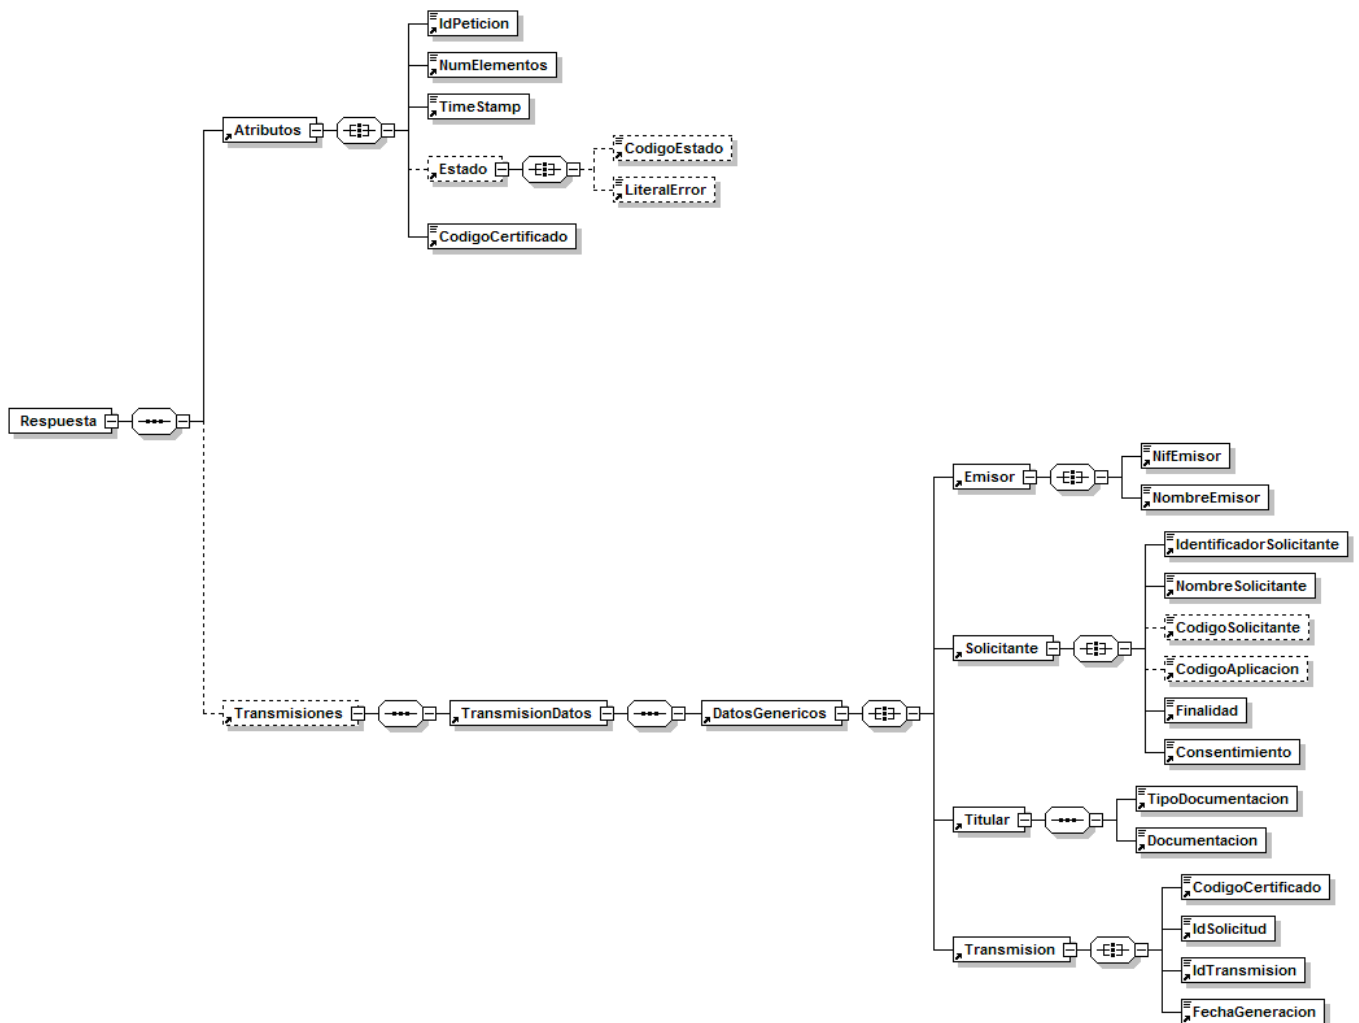 IdPeticion
NumElementos
TimeStamp
Atributos
CodigoEstado
Estado
LiteralError
CodigoCertificado
Respuesta
NifEmisor
Emisor
NombreEmisor
IdentificadorSolicitante
NombreSolicitante
CodigoSolicitante
Solicitante
CodigoAplicacion
Finalidad
Transmisiones
TransmisionDatos
DatosGenericos
Consentimiento
TipoDocumentacion
Titular
Documentacion
CodigoCertificado
IdSolicitud
Transmision
IdTransmision
FechaGeneracion